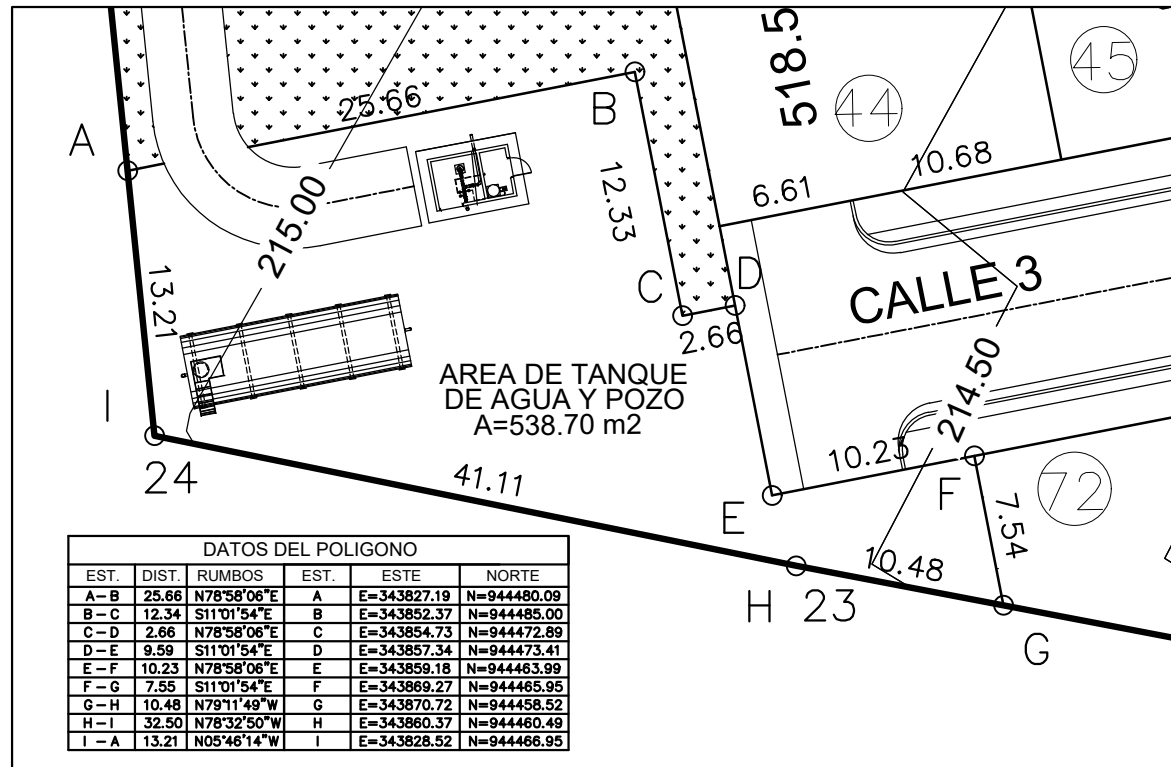 518.5
45
44
B
25.66
A
10.68
6.61
12.33
215.00
D
C
CALLE 3
13.21
2.66
AREA DE TANQUE
DE AGUA Y POZO
A=538.70 m2
214.50
I
10.23
24
41.11
F
72
E
7.54
10.48
H 23
G
DATOS DEL POLIGONO
EST. DIST. RUMBOS EST. ESTE NORTE
A-B 25.66 N78°58'06"E A E=343827.19 N=944480.09
B-C 12.34 S11°01'54"E B E=343852.37 N=944485.00
C-D 2.66 N78°58'06"E C E=343854.73 N=944472.89
D-E 9.59 S11°01'54"E D E=343857.34 N=944473.41
E-F 10.23 N78°58'06"E E E=343859.18 N=944463.99
F-G 7.55 S11°01'54"E F E=343869.27 N=944465.95
G-H 10.48 N79°11'49"W G E=343870.72 N=944458.52
H-I 32.50 N78°32'50"W H E=343860.37 N=944460.49
I-A 13.21 N05°46'14"W I E=343828.52 N=944466.95